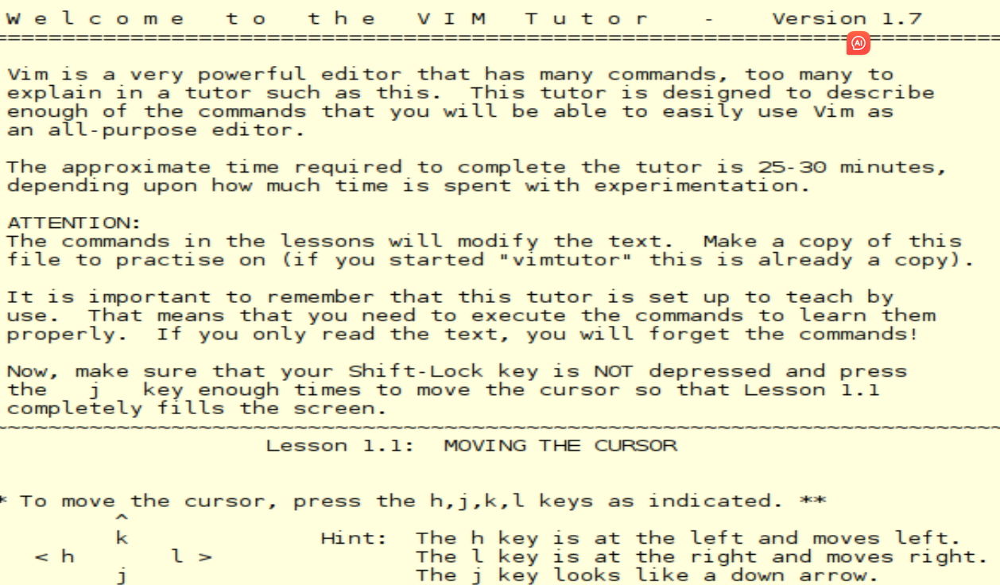 W e l c o m e   t o   t h e   V I M   T u t o r   -   Version 1.7
===============================================================================
AI
Vim is a very powerful editor that has many commands, too many to
explain in a tutor such as this.  This tutor is designed to describe
enough of the commands that you will be able to easily use Vim as
an all-purpose editor.
The approximate time required to complete the tutor is 25-30 minutes,
depending upon how much time is spent with experimentation.
ATTENTION:
The commands in the lessons will modify the text.  Make a copy of this
file to practise on (if you started "vimtutor" this is already a copy).
It is important to remember that this tutor is set up to teach by
use.  That means that you need to execute the commands to learn them
properly.  If you only read the text, you will forget the commands!
Now, make sure that your Shift-Lock key is NOT depressed and press
the   j   key enough times to move the cursor so that Lesson 1.1
completely fills the screen.
~~~~~~~~~~~~~~~~~~~~~~~~~~~~~~~~~~~~~~~~~~~~~~~~~~~~~~~~~~~~~~~~~~~~~~~~~~~~~~~
Lesson 1.1:  MOVING THE CURSOR
* To move the cursor, press the h,j,k,l keys as indicated. **
^
k              Hint:  The h key is at the left and moves left.
< h       l >               The l key is at the right and moves right.
j                     The j key looks like a down arrow.